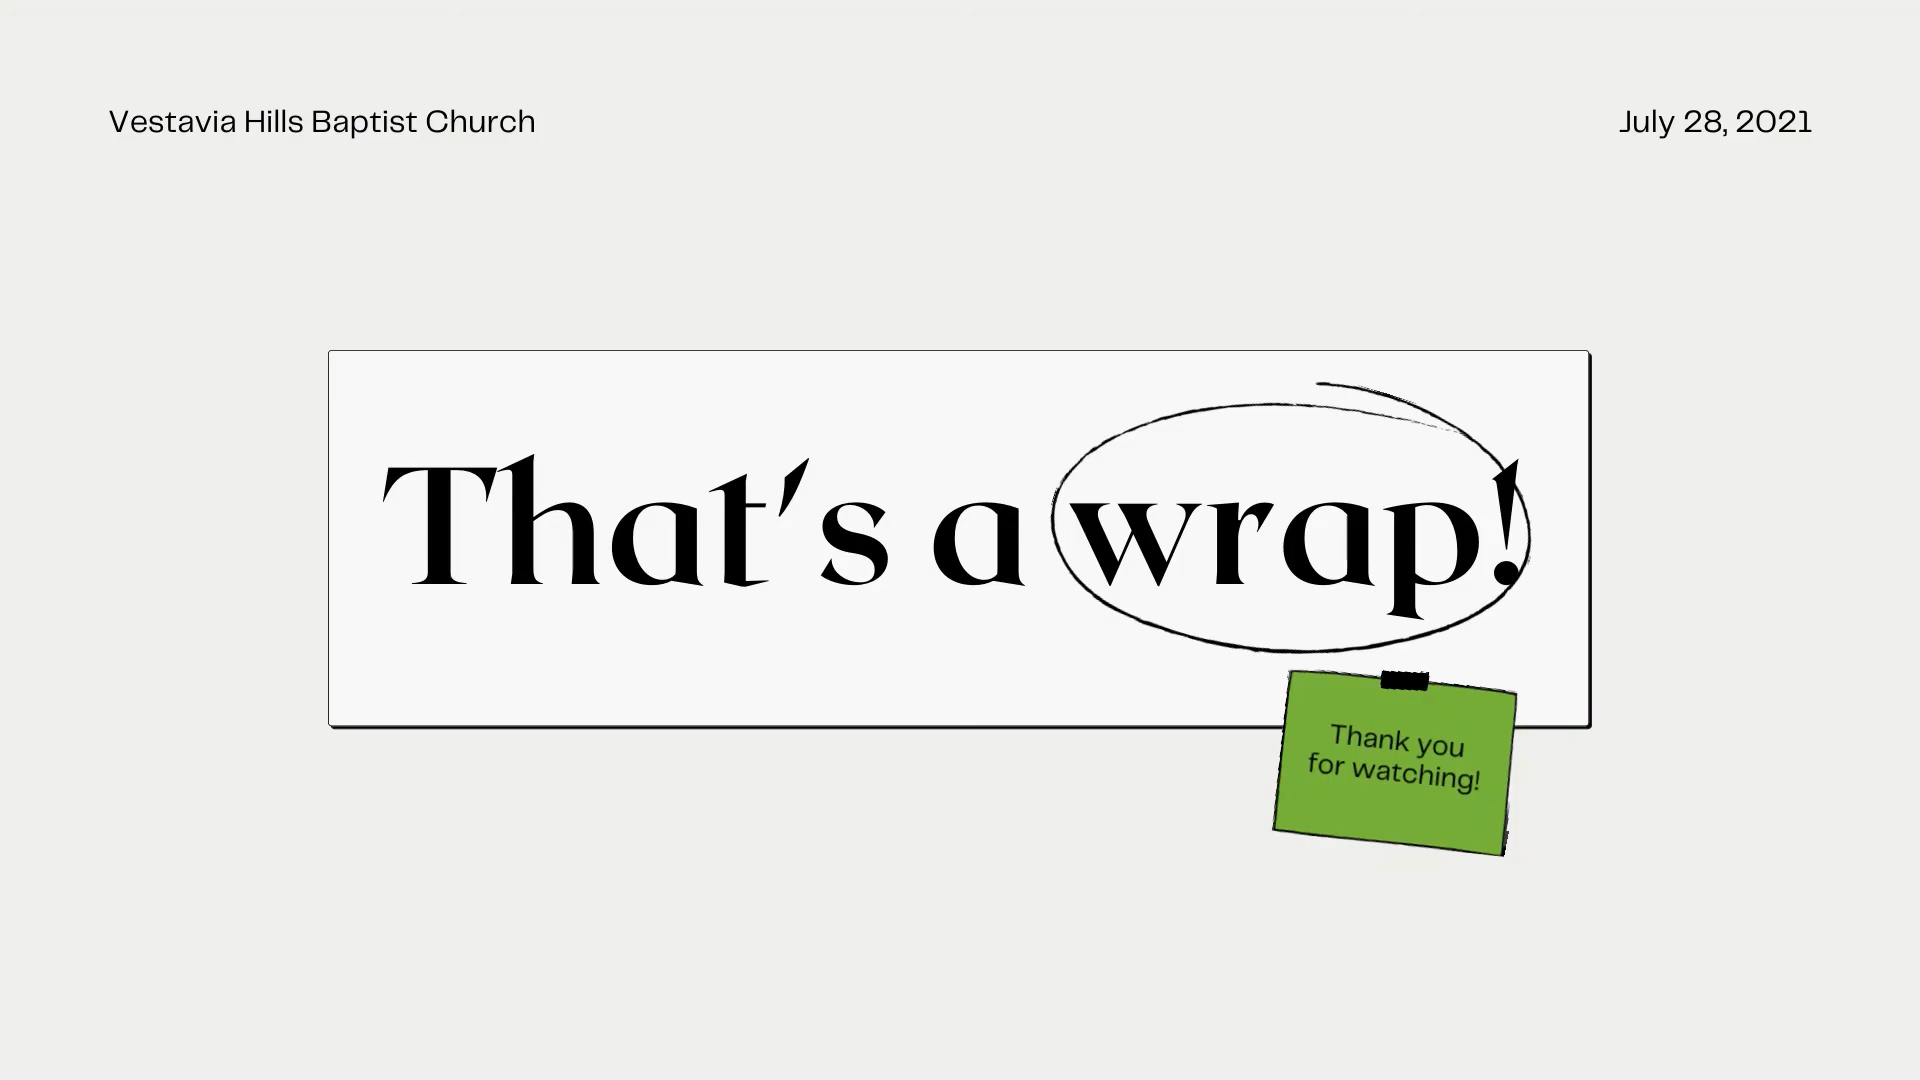 Vestavia Hills Baptist Church
July 28, 2021
That's a wrap!
Thank you
for watching!